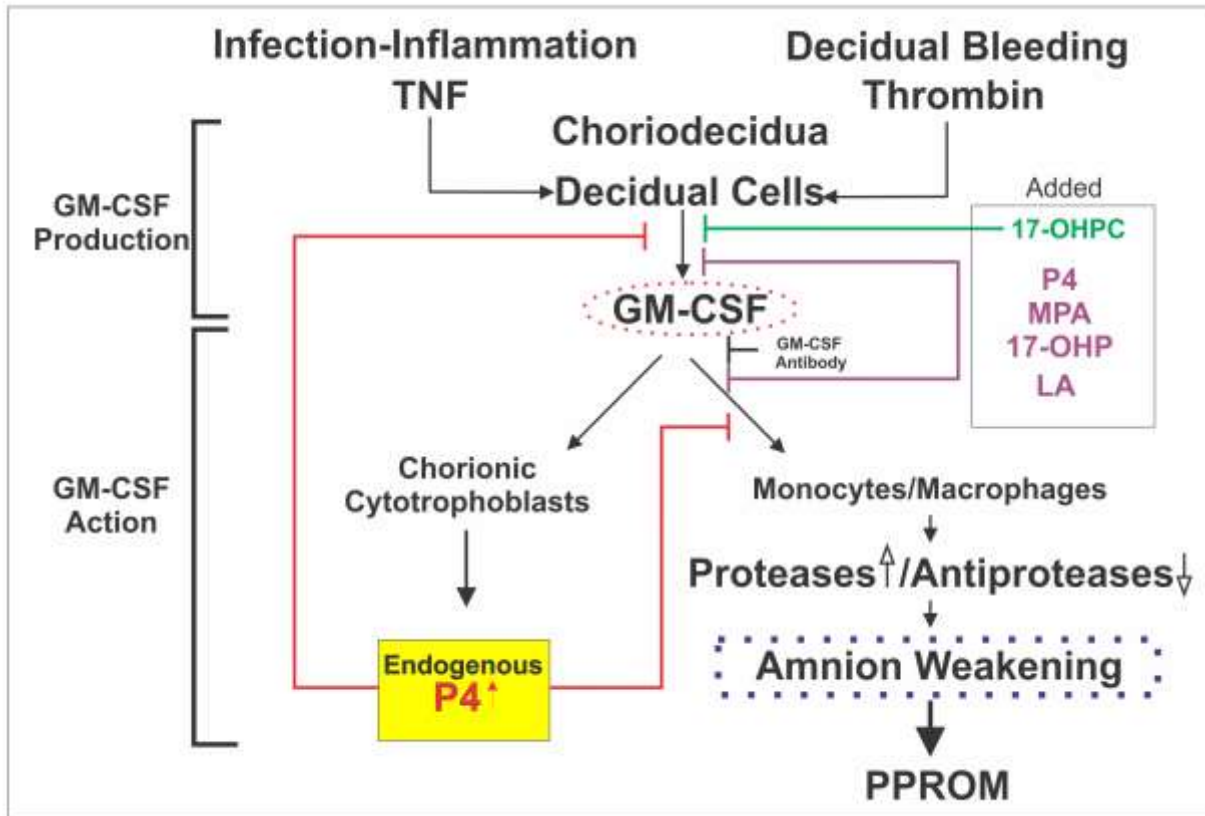 Infection-Inflammation
TNF
Decidual Bleeding
Thrombin
Choriodecidua
Decidual Cells
GM-CSF
Production
Added
17-OHPC
P4
MPA
17-OHP
LA
GM-CSF
GM-CSF
Antibody
GM-CSF
Action
Chorionic
Cytotrophoblasts
Monocytes/Macrophages
Proteases⇧/Antiproteases⇩
Endogenous
P4↑
Amnion Weakening
PPROM